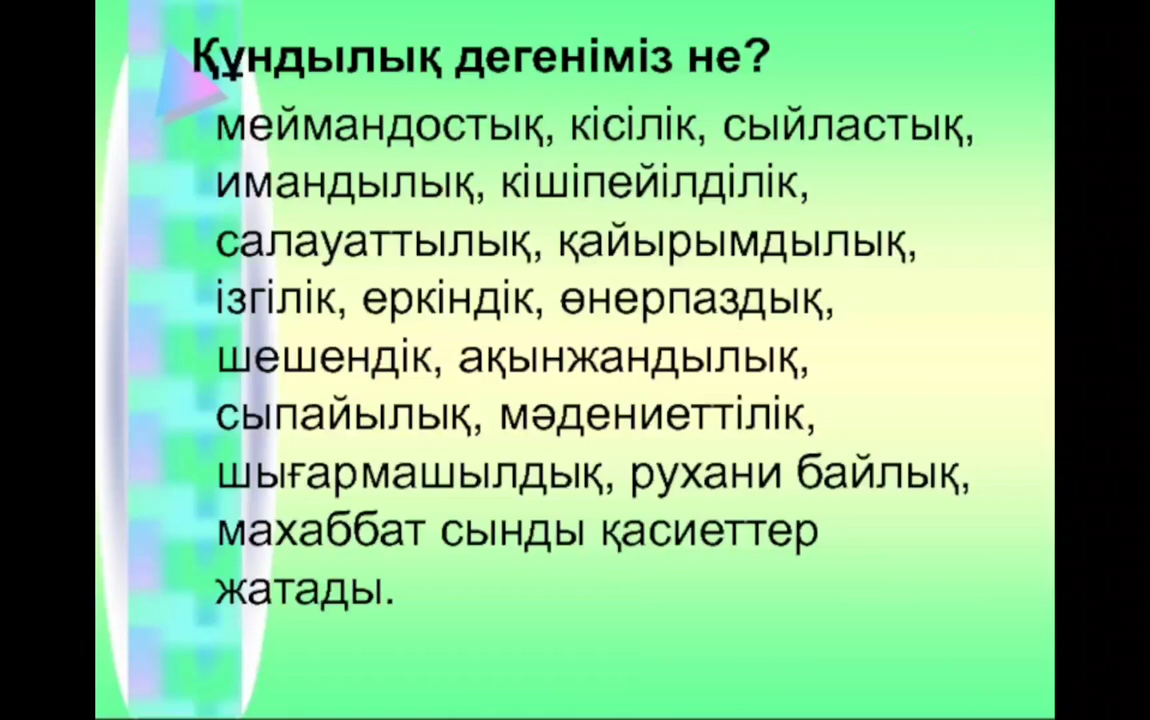 Құндылық дегеніміз не?
меймандостық, кісілік, сыйластық,
имандылық, кішіпейілділік,
салауаттылық, қайырымдылық,
ізгілік, еркіндік, өнерпаздық,
шешендік, ақынжандылық,
сыпайылық, мәдениеттілік,
шығармашылдық, рухани байлық,
махаббат сынды қасиеттер
жатады.